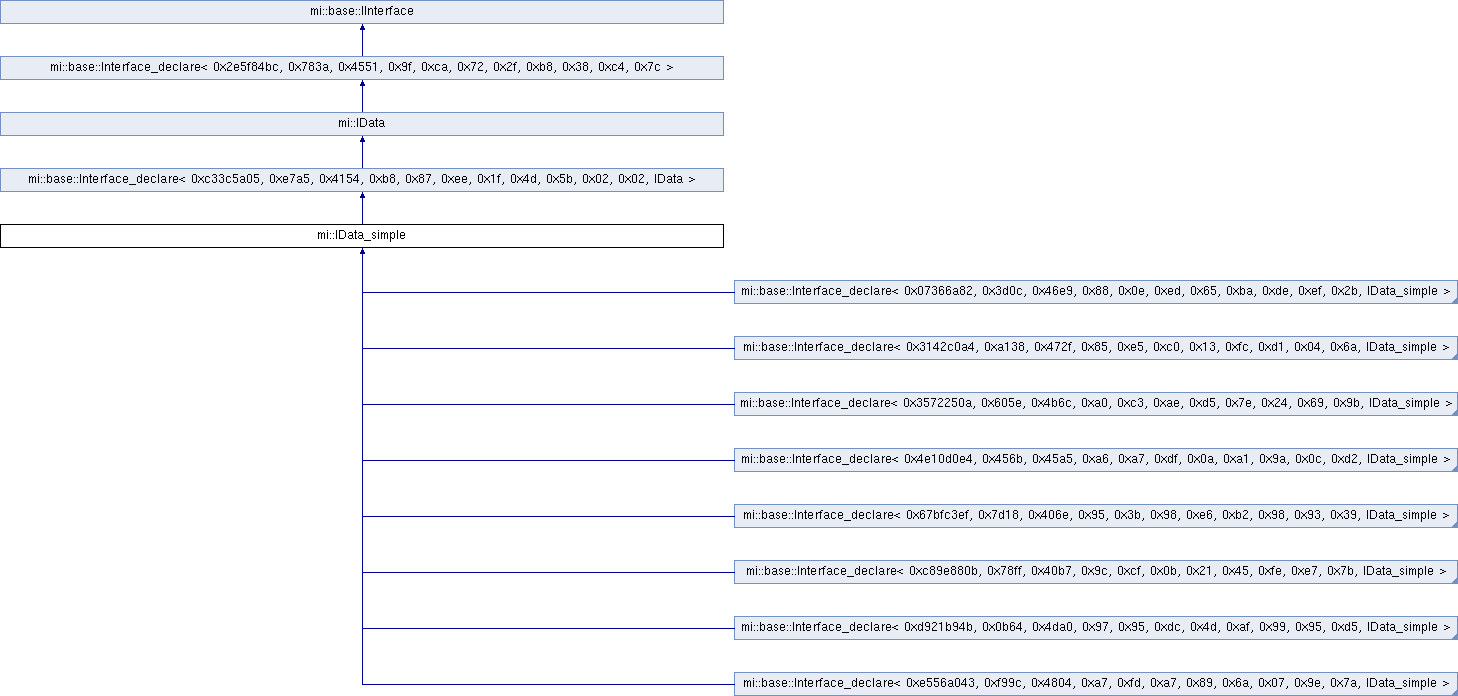 mi::base::IInterface
mi::base::Interface_declare< 0x2e5f84bc, 0x783a, 0x4551, 0x9f, 0xca, 0x72, 0x2f, 0xb8, 0x38, 0xc4, 0x7c >
mi::IData
mi::base::Interface_declare< 0xc33c5a05, 0xe7a5, 0x4154, 0xb8, 0x87, 0xee, 0x1f, 0x4d, 0x5b, 0x02, 0x02, IData >
mi::IData_simple
mi::base::Interface_declare< 0x07366a82, 0x3d0c, 0x46e9, 0x88, 0x0e, 0xed, 0x65, 0xba, 0xde, 0xef, 0x2b, IData_simple >
mi::base::Interface_declare< 0x3142c0a4, 0xa138, 0x472f, 0x85, 0xe5, 0xc0, 0x13, 0xfc, 0xd1, 0x04, 0x6a, IData_simple >
mi::base::Interface_declare< 0x3572250a, 0x605e, 0x4b6c, 0xa0, 0xc3, 0xae, 0xd5, 0x7e, 0x24, 0x69, 0x9b, IData_simple >
mi::base::Interface_declare< 0x4e10d0e4, 0x456b, 0x45a5, 0xa6, 0xa7, 0xdf, 0x0a, 0xa1, 0x9a, 0x0c, 0xd2, IData_simple >
mi::base::Interface_declare< 0x67bfc3ef, 0x7d18, 0x406e, 0x95, 0x3b, 0x98, 0xe6, 0xb2, 0x98, 0x93, 0x39, IData_simple >
mi::base::Interface_declare< 0xc89e880b, 0x78ff, 0x40b7, 0x9c, 0xcf, 0x0b, 0x21, 0x45, 0xfe, 0xe7, 0x7b, IData_simple >
mi::base::Interface_declare< 0xd921b94b, 0x0b64, 0x4da0, 0x97, 0x95, 0xdc, 0x4d, 0xaf, 0x99, 0x95, 0xd5, IData_simple >
mi::base::Interface_declare< 0xe556a043, 0xf99c, 0x4804, 0xa7, 0xfd, 0xa7, 0x89, 0x6a, 0x07, 0x9e, 0x7a, IData_simple >